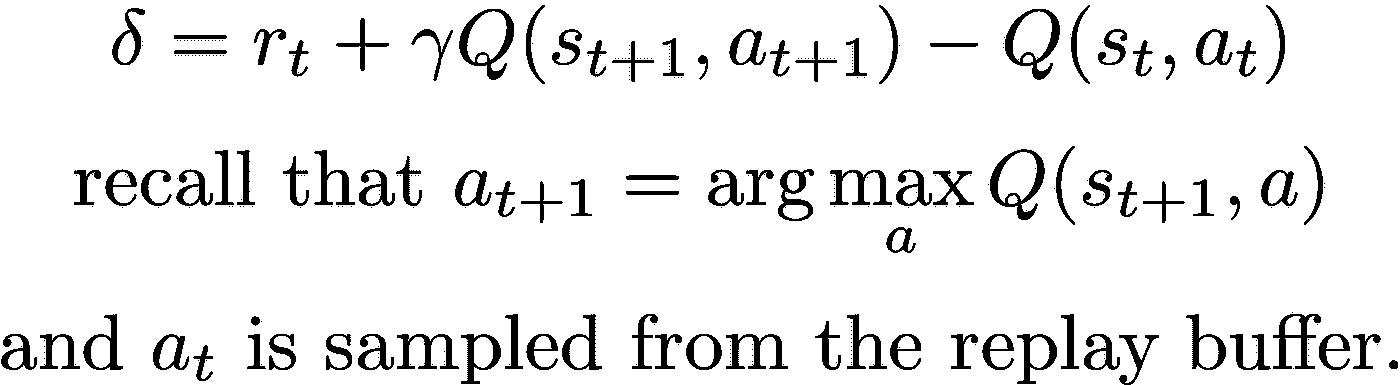 δ = r_t + γQ(s_{t+1}, a_{t+1}) − Q(s_t, a_t)
recall that a_{t+1} = arg max_a Q(s_{t+1}, a)
and a_t is sampled from the replay buffer.